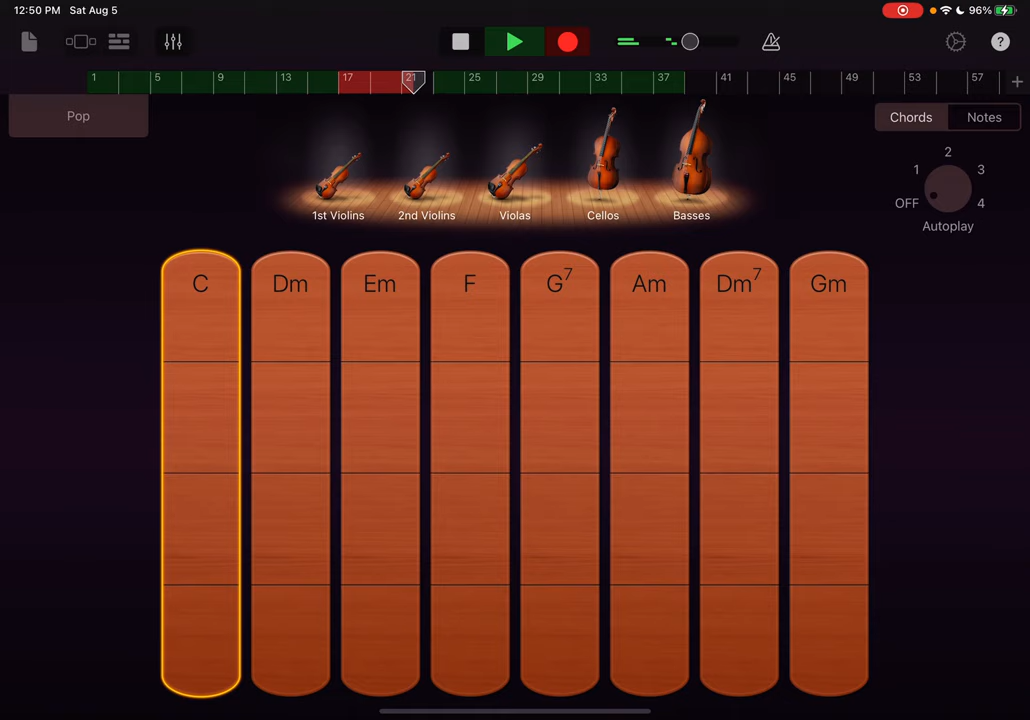 12:50 PM Sat Aug 5 96%
?
1 5 9 13 17 21 25 29 33 37 41 45 49 53 57 +
Pop
Chords Notes
1 2 3 4 OFF
Autoplay
1st Violins 2nd Violins Violas Cellos Basses
C Dm Em F G7 Am Dm7 Gm